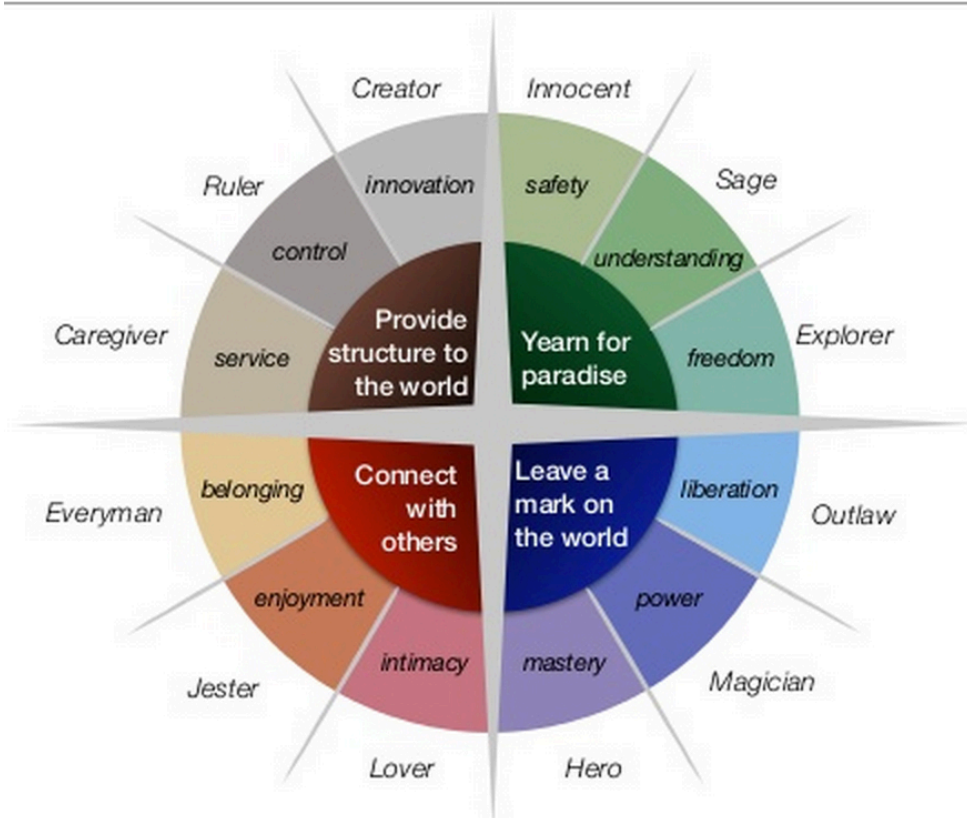 Creator
Innocent
Ruler
Sage
innovation
safety
control
understanding
Caregiver
Explorer
service
freedom
Provide
structure to
the world
Yearn for
paradise
Connect
with
others
Leave a
mark on
the world
belonging
liberation
Everyman
Outlaw
enjoyment
power
intimacy
mastery
Jester
Magician
Lover
Hero